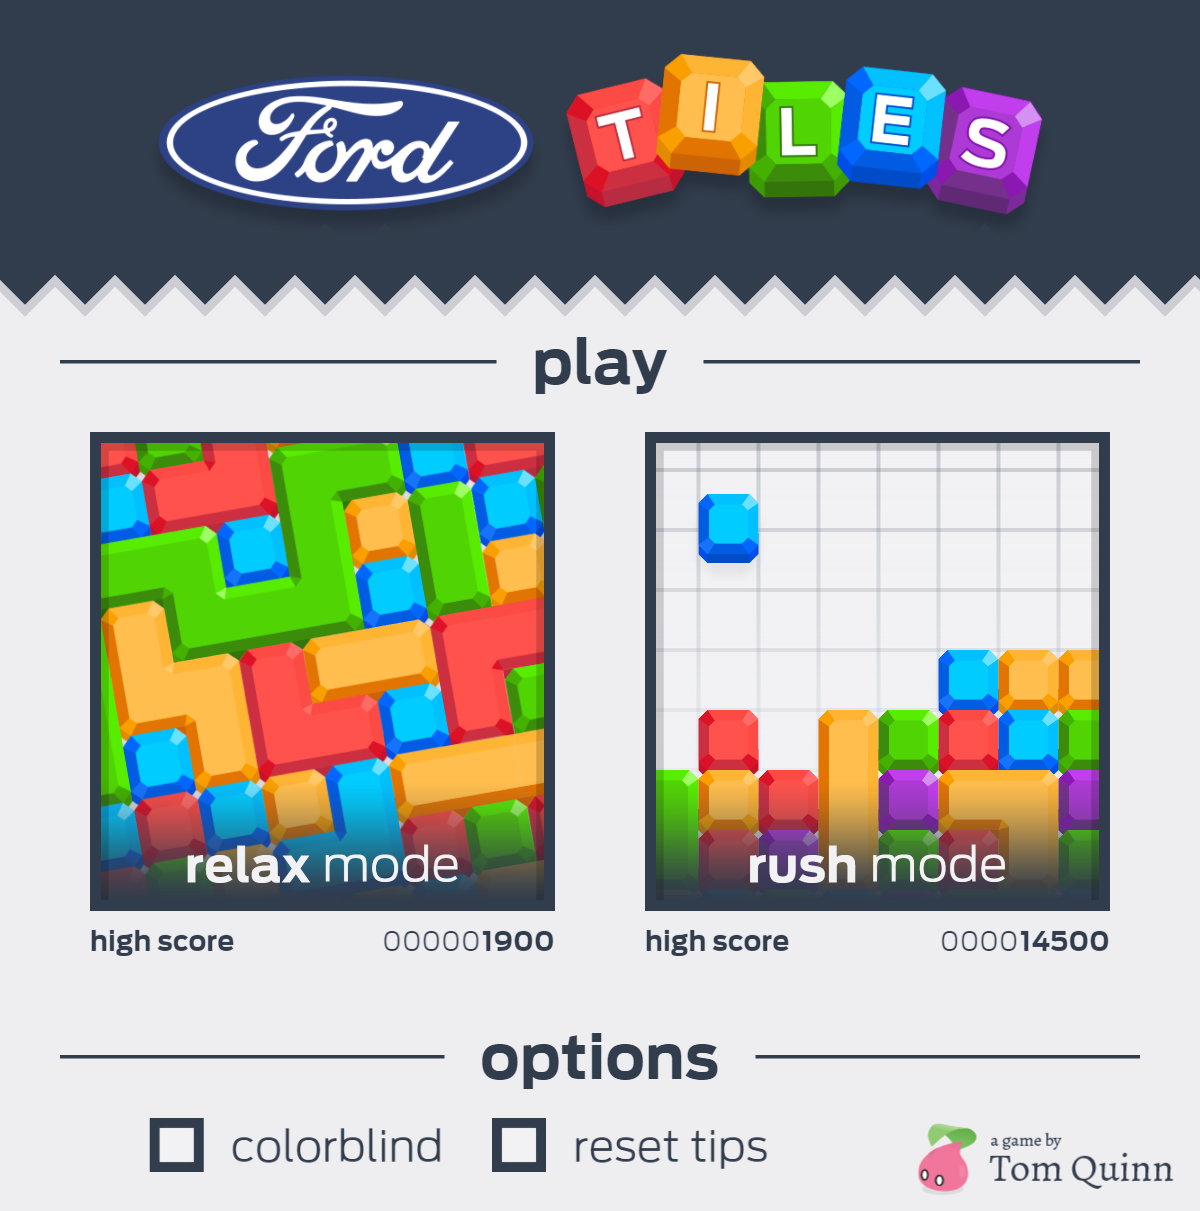 Ford TILES
play
relax mode
rush mode
high score 000001900
high score 000014500
options
colorblind
reset tips
a game by
Tom Quinn